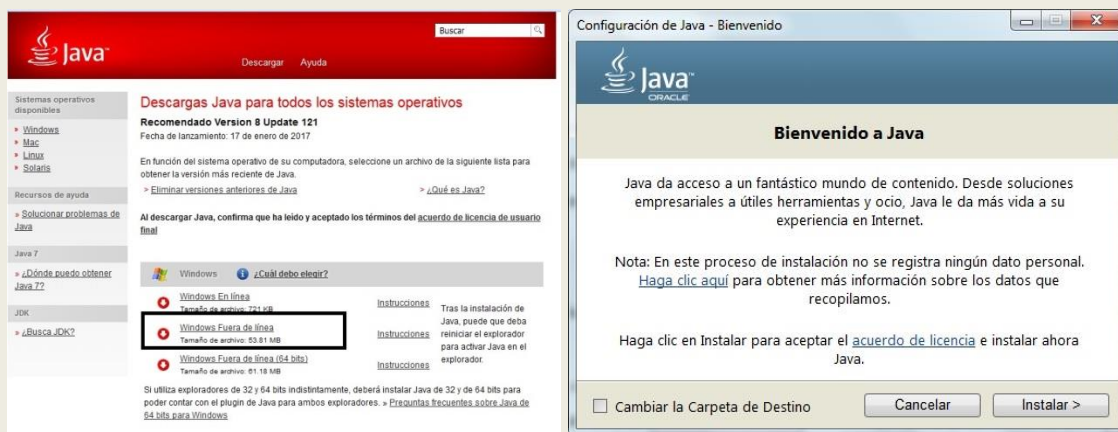 Java
Buscar
Descargar Ayuda
Sistemas operativos
disponibles
Windows
Mac
Linux
Solaris
Recursos de ayuda
» Solucionar problemas de
Java
Java 7
» ¿Dónde puedo obtener
Java 7?
JDK
» ¿Busca JDK?
Descargas Java para todos los sistemas operativos
Recomendado Version 8 Update 121
Fecha de lanzamiento: 17 de enero de 2017
En función del sistema operativo de su computadora, seleccione un archivo de la siguiente lista para
obtener la versión más reciente de Java.
> Eliminar versiones anteriores de Java > ¿Qué es Java?
Al descargar Java, confirma que ha leído y aceptado los términos del acuerdo de licencia de usuario
final
Windows ¿Cuál debo elegir?
Windows En línea
Tamaño de archivo: 721 KB
Instrucciones
Windows Fuera de línea
Tamaño de archivo: 53.81 MB
Instrucciones
Windows Fuera de línea (64 bits)
Tamaño de archivo: 61.18 MB
Instrucciones
Tras la instalación de
Java, puede que deba
reiniciar el explorador
para activar Java en el
explorador.
Si utiliza exploradores de 32 y 64 bits indistintamente, deberá instalar Java de 32 y de 64 bits para
poder contar con el plugin de Java para ambos exploradores. » Preguntas frecuentes sobre Java de
64 bits para Windows
Configuración de Java - Bienvenido
Java
ORACLE
Bienvenido a Java
Java da acceso a un fantástico mundo de contenido. Desde soluciones
empresariales a útiles herramientas y ocio, Java le da más vida a su
experiencia en Internet.
Nota: En este proceso de instalación no se registra ningún dato personal.
Haga clic aquí para obtener más información sobre los datos que
recopilamos.
Haga clic en Instalar para aceptar el acuerdo de licencia e instalar ahora
Java.
Cambiar la Carpeta de Destino
Cancelar
Instalar >